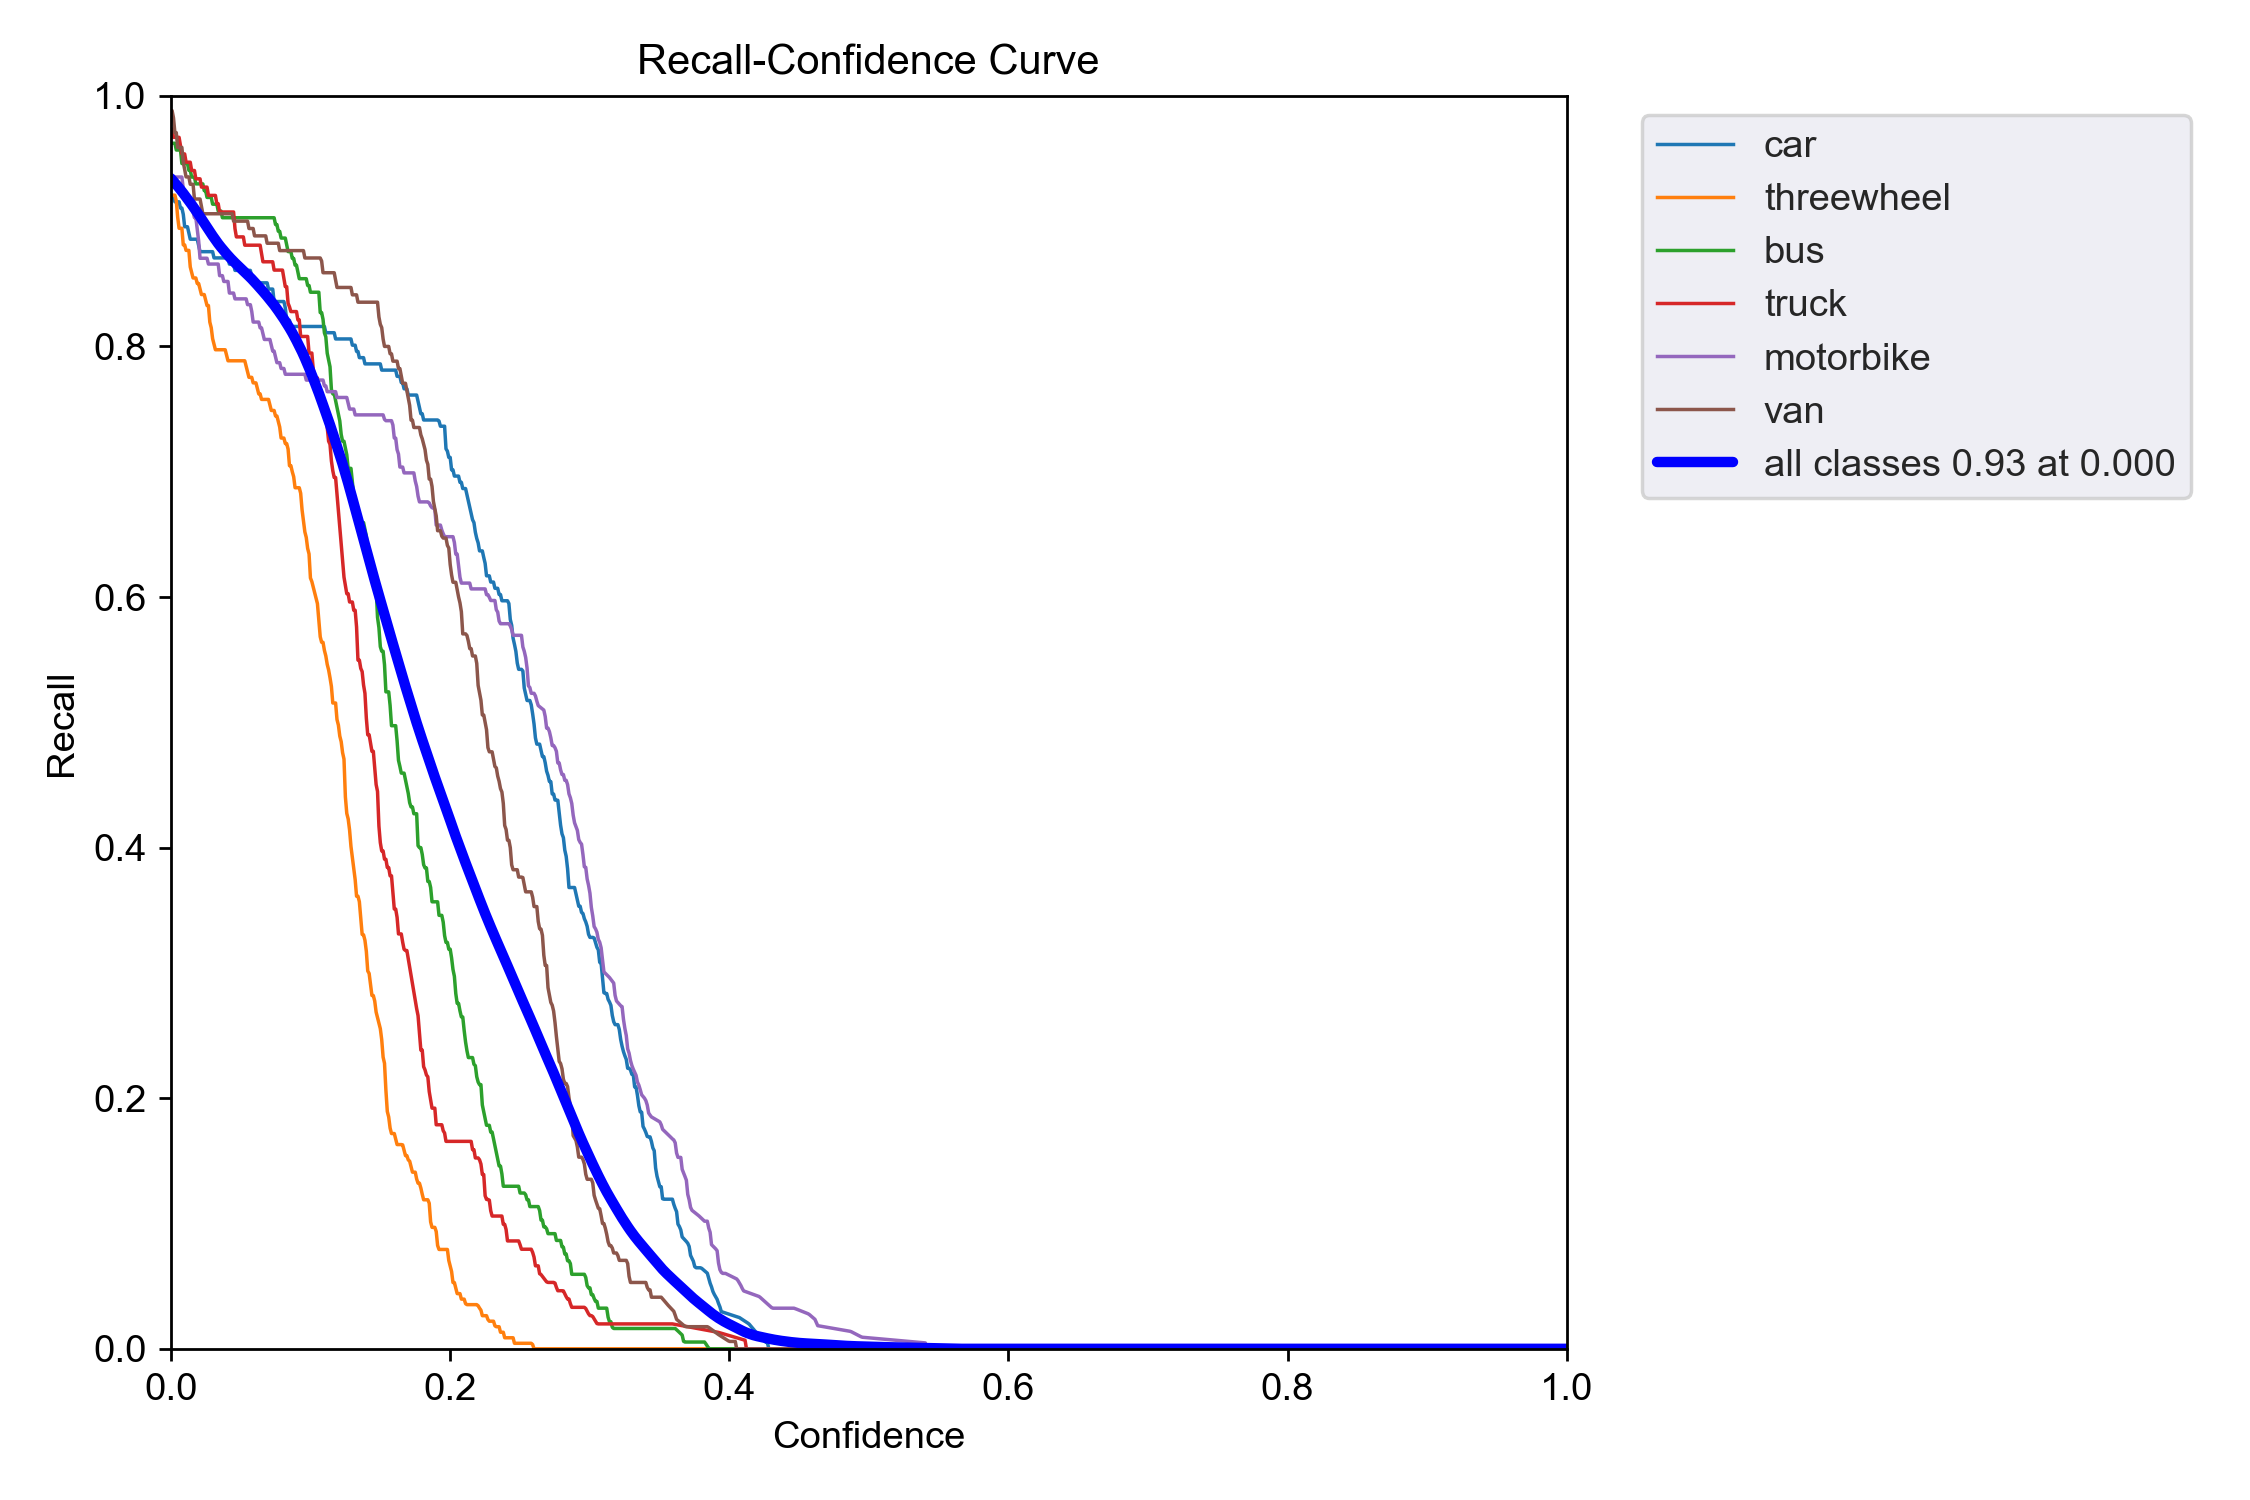 Recall-Confidence Curve
1.0
0.8
0.6
0.4
0.2
0.0
Recall
0.0 0.2 0.4 0.6 0.8 1.0
Confidence
car
threewheel
bus
truck
motorbike
van
all classes 0.93 at 0.000